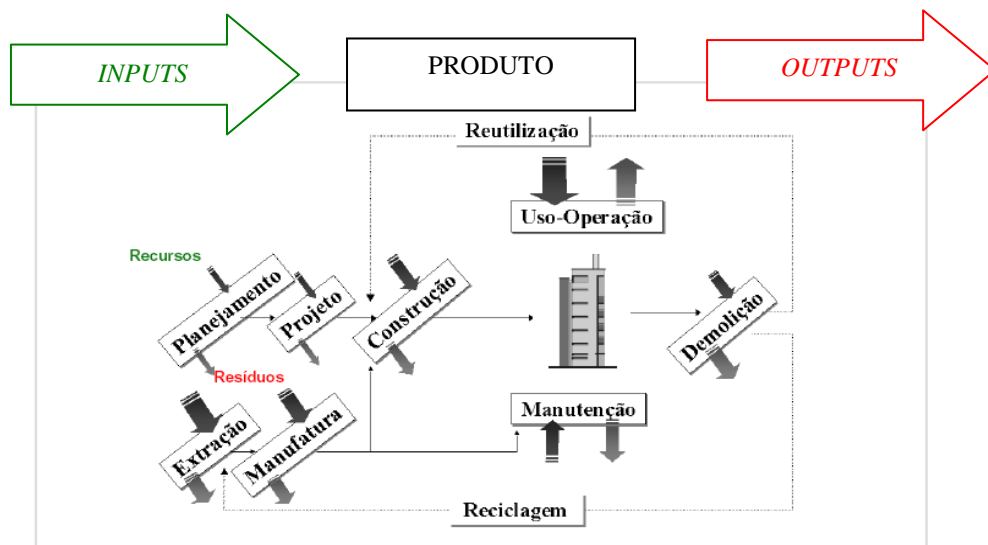 INPUTS
PRODUTO
OUTPUTS
Reutilização
Uso-Operação
Recursos
Planejamento
Projeto
Construção
Demolição
Resíduos
Extração
Manufatura
Manutenção
Reciclagem